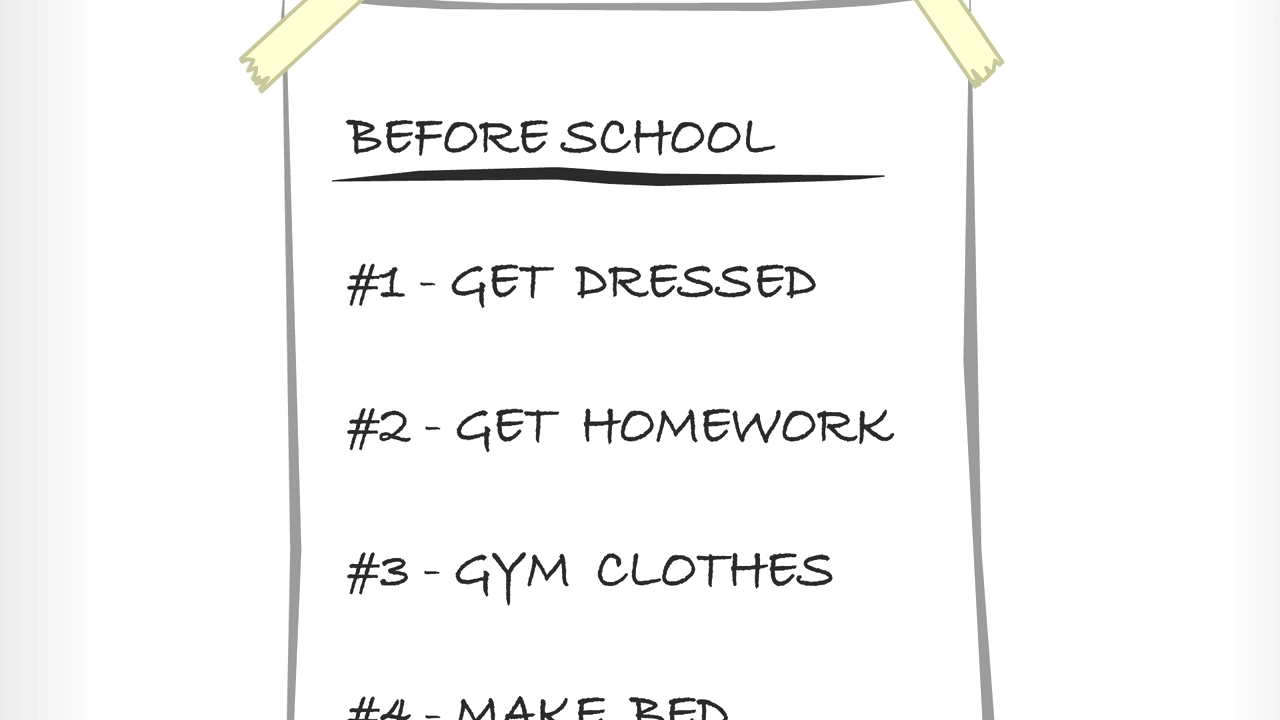 BEFORE SCHOOL
#1 - GET DRESSED
#2 - GET HOMEWORK
#3 - GYM CLOTHES
#4 - MAKE BED